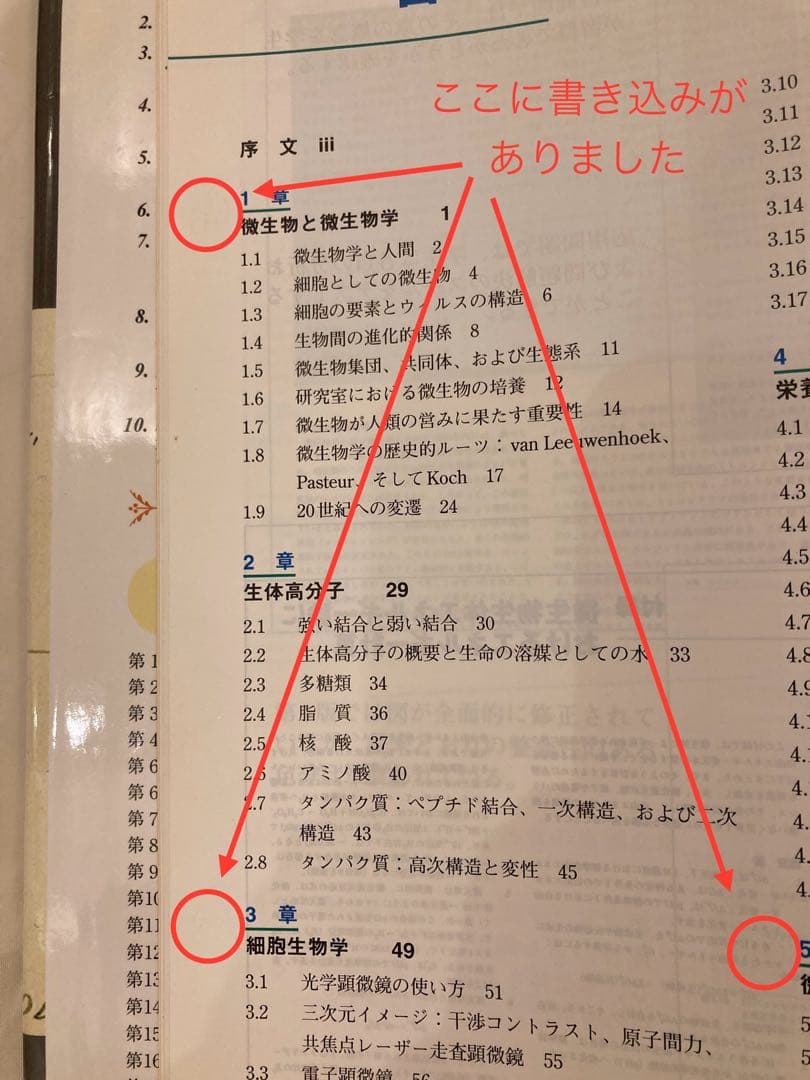 ここに書き込みが
ありました
2.
3.
4.
5.
6.
7.
8.
9.
10.
第1
第2
第3
第4
第6
第6
第7
第8
第9
第10
第11
第12
第13
第14
第15
第16
序 文 iii
1 章
微生物と微生物学 1
1.1 微生物学と人間 2
1.2 細胞としての微生物 4
1.3 細胞の要素とウィルスの構造 6
1.4 生物間の進化的関係 8
1.5 微生物集団、共同体、および生態系 11
1.6 研究室における微生物の培養 12
1.7 微生物が人類の営みに果たす重要性 14
1.8 微生物学の歴史的ルーツ：van Leeuwenhoek、
Pasteur、そしてKoch 17
1.9 20世紀への変遷 24
2 章
生体高分子 29
2.1 強い結合と弱い結合 30
2.2 生体高分子の概要と生命の溶媒としての水 33
2.3 多糖類 34
2.4 脂 質 36
2.5 核 酸 37
2.6 アミノ酸 40
2.7 タンパク質：ペプチド結合、一次構造、および二次
構造 43
2.8 タンパク質：高次構造と変性 45
3 章
細胞生物学 49
3.1 光学顕微鏡の使い方 51
3.2 三次元イメージ：干渉コントラスト、原子間力、
共焦点レーザー走査顕微鏡 55
3.3 電子顕微鏡 56
3.10
3.11
3.12
3.13
3.14
3.15
3.16
3.17
4
栄養
4.1
4.2
4.3
4.4
4.5
4.6
4.7
4.8
4.9
5